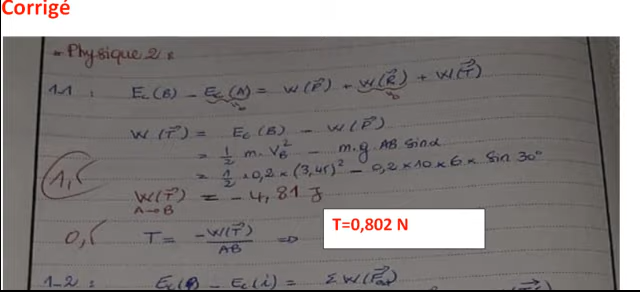 Corrigé
- Physique 2 :
1.1 : Ec(B) - Ec(A) = W(P⃗) + W(R⃗) + W(T⃗)
W(T⃗) = Ec(B) - W(P⃗)
= 1/2 m. VB² - m.g AB sinα
1,5
= 1/2 × 0,2 × (3,45)² - 0,2 × 10 × 6 × sin 30°
W(T⃗) = - 4,81 J
A→B
0,5 T = -W(T⃗)/AB => T=0,802 N
1-2 : Ec(B) - Ec(i) = Σ W(F⃗ext)